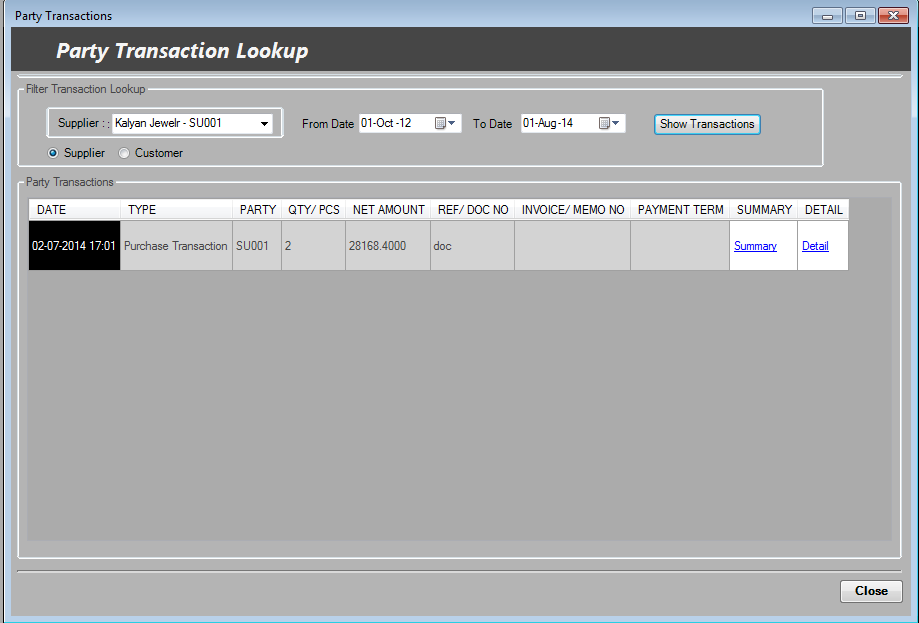 Party Transactions
Party Transaction Lookup
Filter Transaction Lookup
Supplier : : Kalyan Jewelr - SU001 From Date 01-Oct -12 To Date 01-Aug-14 Show Transactions
Supplier Customer
Party Transactions
DATE TYPE PARTY QTY/ PCS NET AMOUNT REF/ DOC NO INVOICE/ MEMO NO PAYMENT TERM SUMMARY DETAIL
02-07-2014 17:01 Purchase Transaction SU001 2 28168.4000 doc Summary Detail
Close